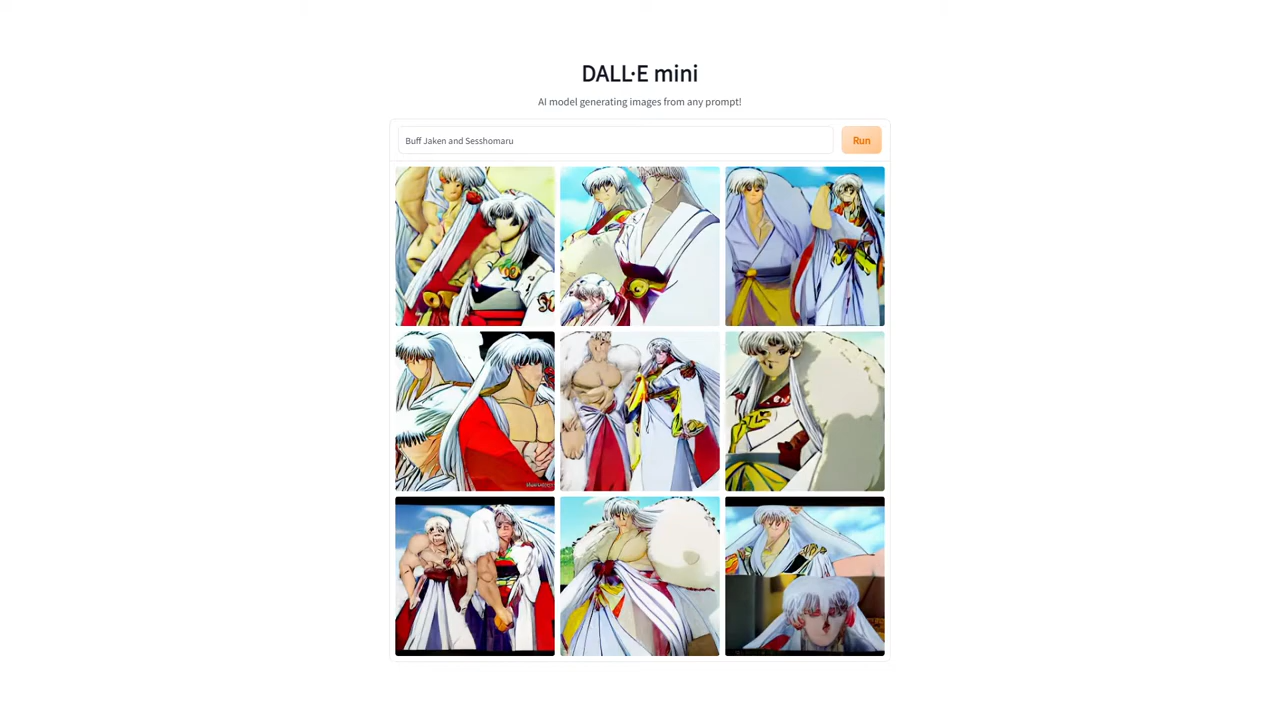 DALL·E mini
AI model generating images from any prompt!
Buff Jaken and Sesshomaru
Run